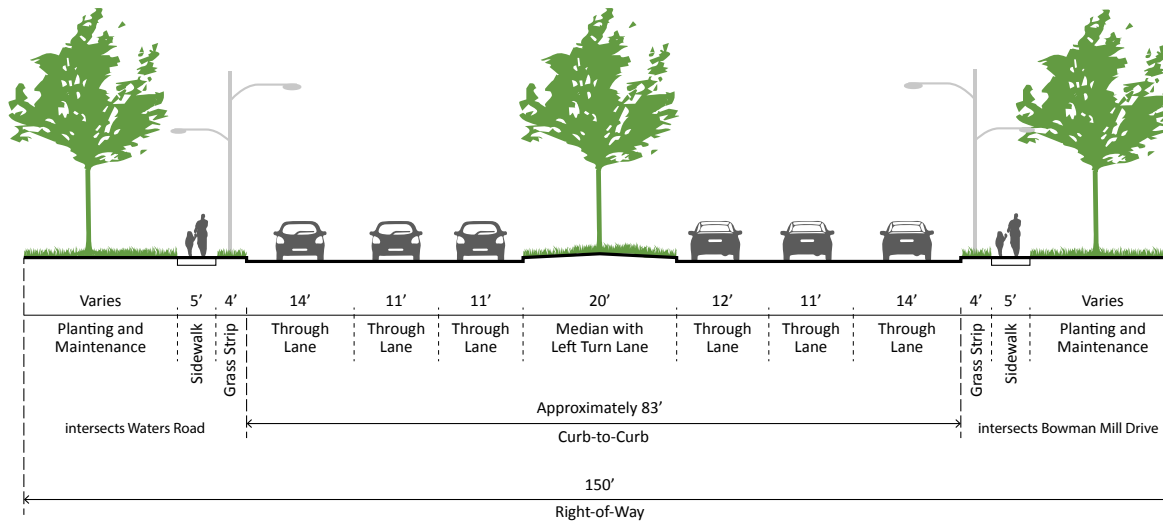 Varies
5’
4’
14’
11’
11’
20’
12’
11’
14’
4’
5’
Varies
Planting and
Maintenance
Sidewalk
Grass Strip
Through
Lane
Through
Lane
Through
Lane
Median with
Left Turn Lane
Through
Lane
Through
Lane
Through
Lane
Grass Strip
Sidewalk
Planting and
Maintenance
intersects Waters Road
Approximately 83’
Curb-to-Curb
intersects Bowman Mill Drive
150’
Right-of-Way